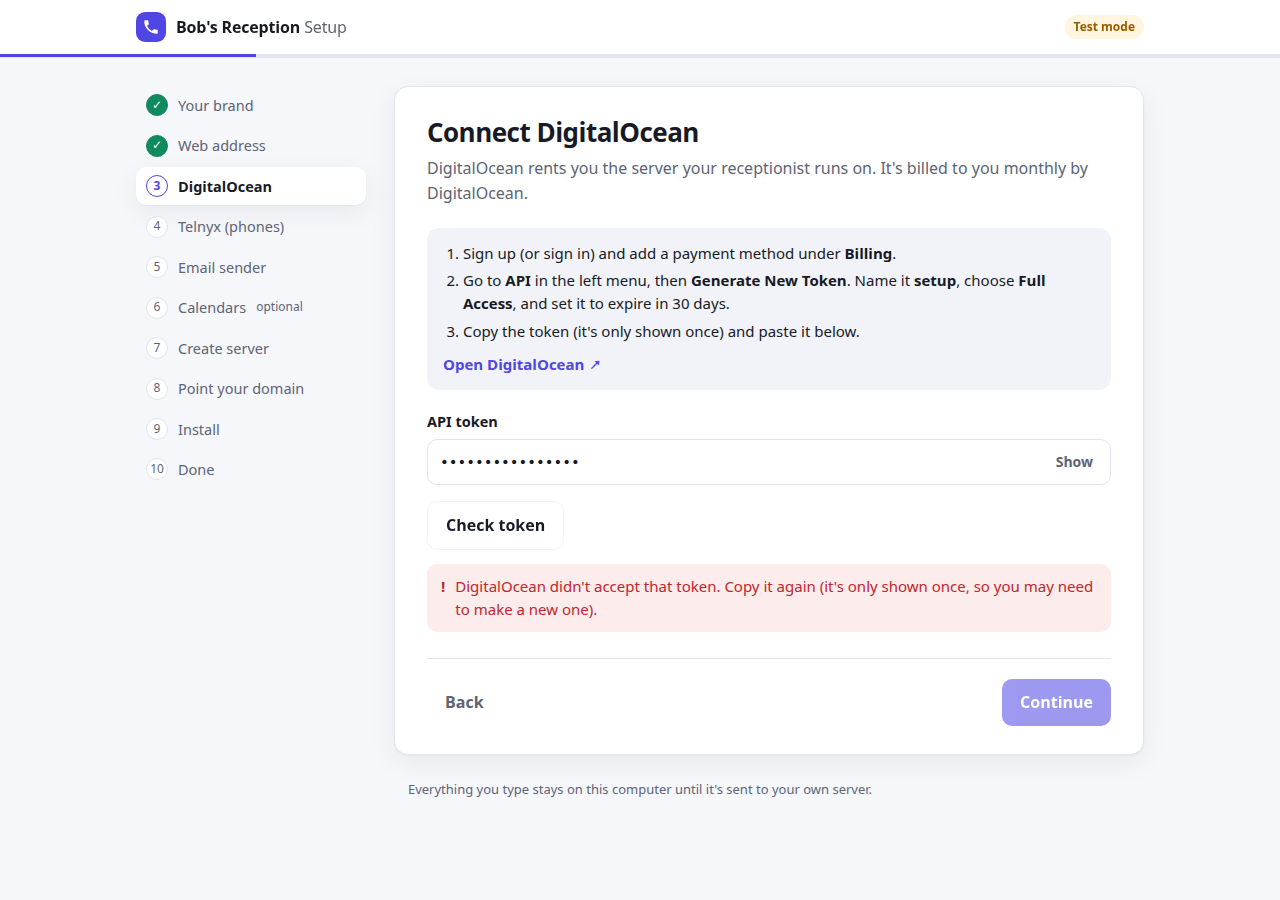 Bob's Reception Setup
Test mode
✓ Your brand
✓ Web address
3 DigitalOcean
4 Telnyx (phones)
5 Email sender
6 Calendars optional
7 Create server
8 Point your domain
9 Install
10 Done
Connect DigitalOcean
DigitalOcean rents you the server your receptionist runs on. It's billed to you monthly by
DigitalOcean.
1. Sign up (or sign in) and add a payment method under Billing.
2. Go to API in the left menu, then Generate New Token. Name it setup, choose Full
Access, and set it to expire in 30 days.
3. Copy the token (it's only shown once) and paste it below.
Open DigitalOcean ↗
API token
•••••••••••••••• Show
Check token
! DigitalOcean didn't accept that token. Copy it again (it's only shown once, so you may need
to make a new one).
Back
Continue
Everything you type stays on this computer until it's sent to your own server.